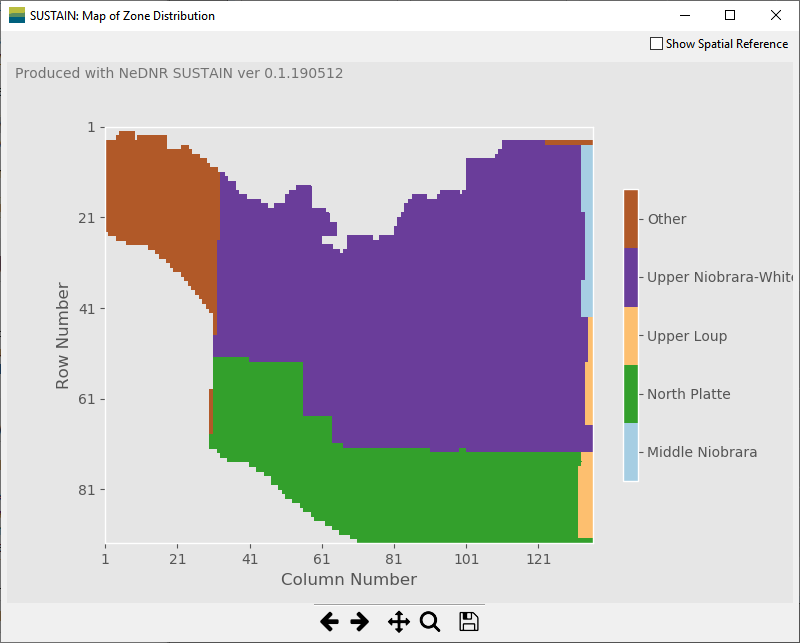 SUSTAIN: Map of Zone Distribution
Show Spatial Reference
Produced with NeDNR SUSTAIN ver 0.1.190512
1
21
41
61
81
Row Number
1 21 41 61 81 101 121
Column Number
Other
Upper Niobrara-White
Upper Loup
North Platte
Middle Niobrara